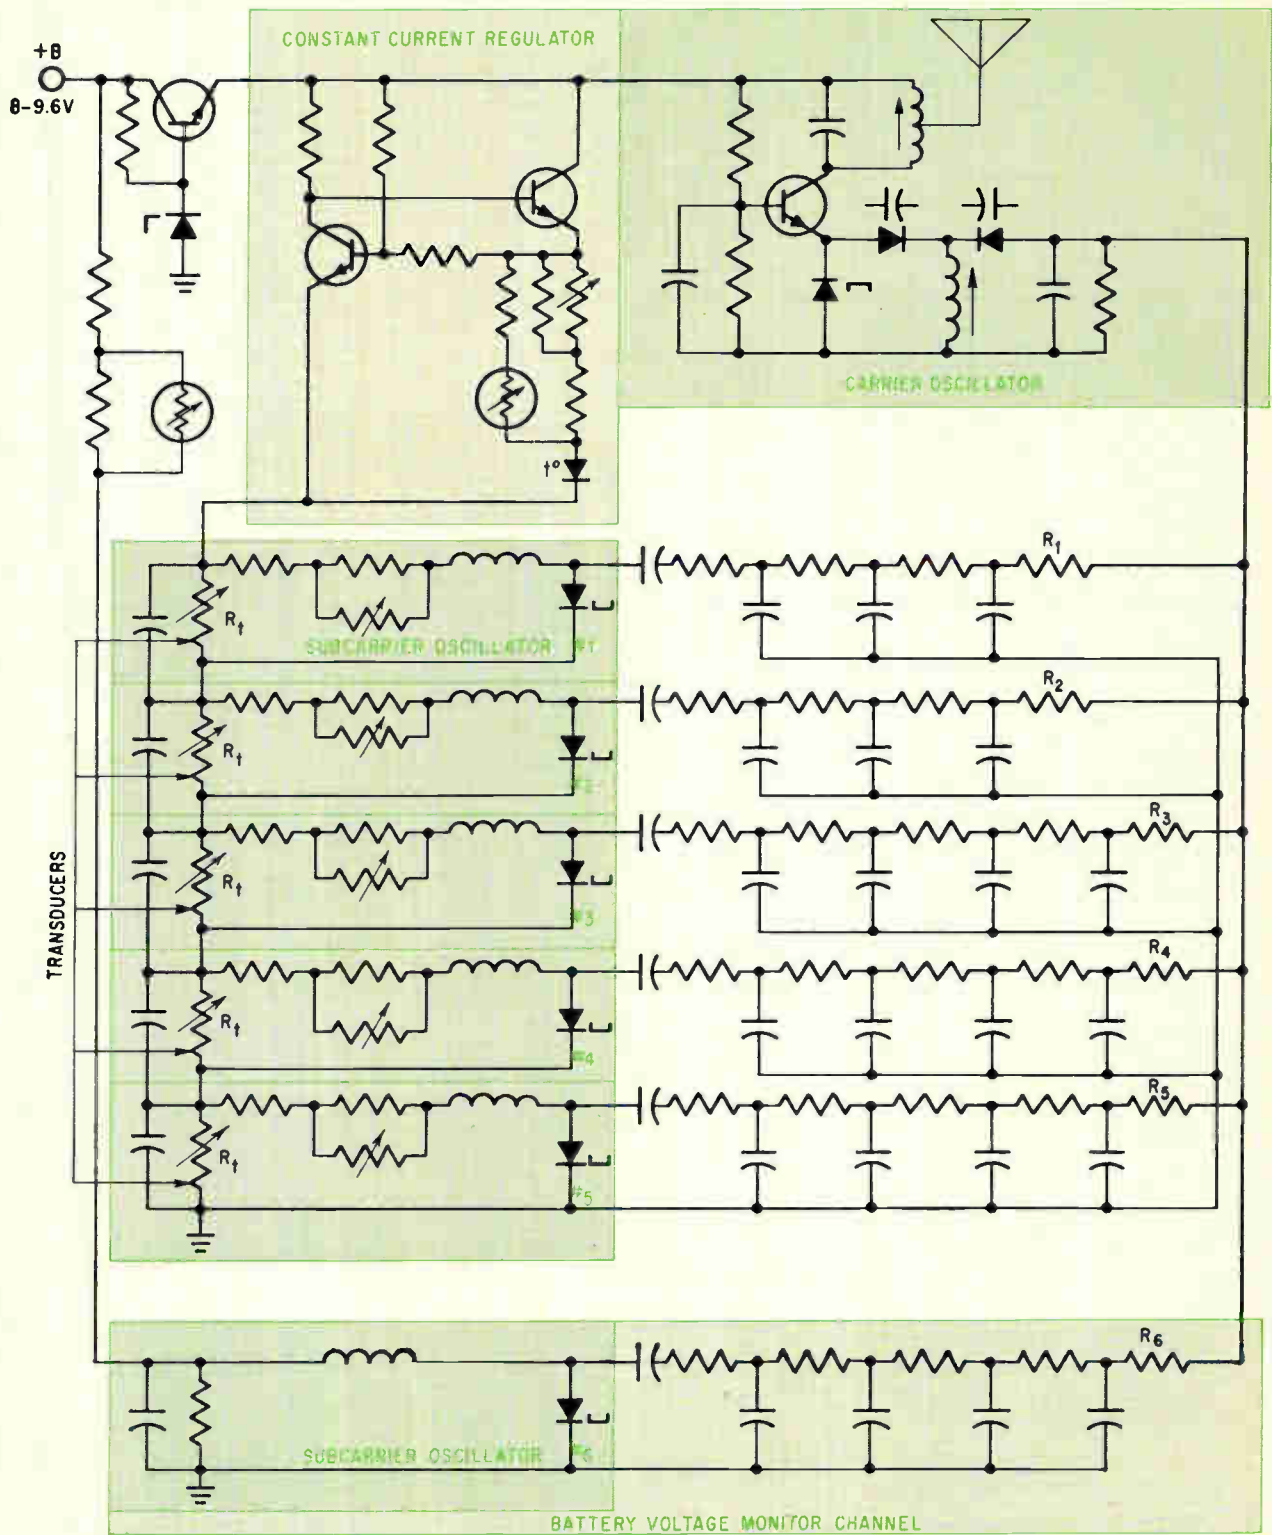 CONSTANT CURRENT REGULATOR
+B
8-9.6V
CARRIER OSCILLATOR
t°
R1
Rt
SUBCARRIER OSCILLATOR #1
R2
Rt
#2
R3
Rt
#3
TRANSDUCERS
R4
Rt
#4
R5
Rt
#5
R6
SUBCARRIER OSCILLATOR #6
BATTERY VOLTAGE MONITOR CHANNEL